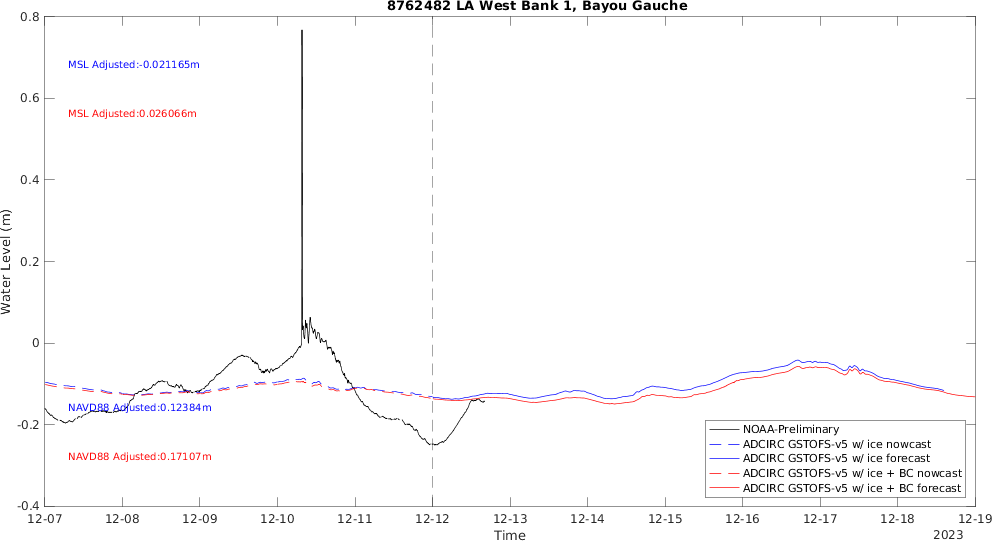 8762482 LA West Bank 1, Bayou Gauche
0.8
MSL Adjusted:-0.021165m
0.6
MSL Adjusted:0.026066m
0.4
0.2
Water Level (m)
0
NAVD88 Adjusted:0.12384m
-0.2
NOAA-Preliminary
ADCIRC GSTOFS-v5 w/ ice nowcast
NAVD88 Adjusted:0.17107m
ADCIRC GSTOFS-v5 w/ ice forecast
ADCIRC GSTOFS-v5 w/ ice + BC nowcast
ADCIRC GSTOFS-v5 w/ ice + BC forecast
-0.4
12-07 12-08 12-09 12-10 12-11 12-12 12-13 12-14 12-15 12-16 12-17 12-18 12-19
Time
2023